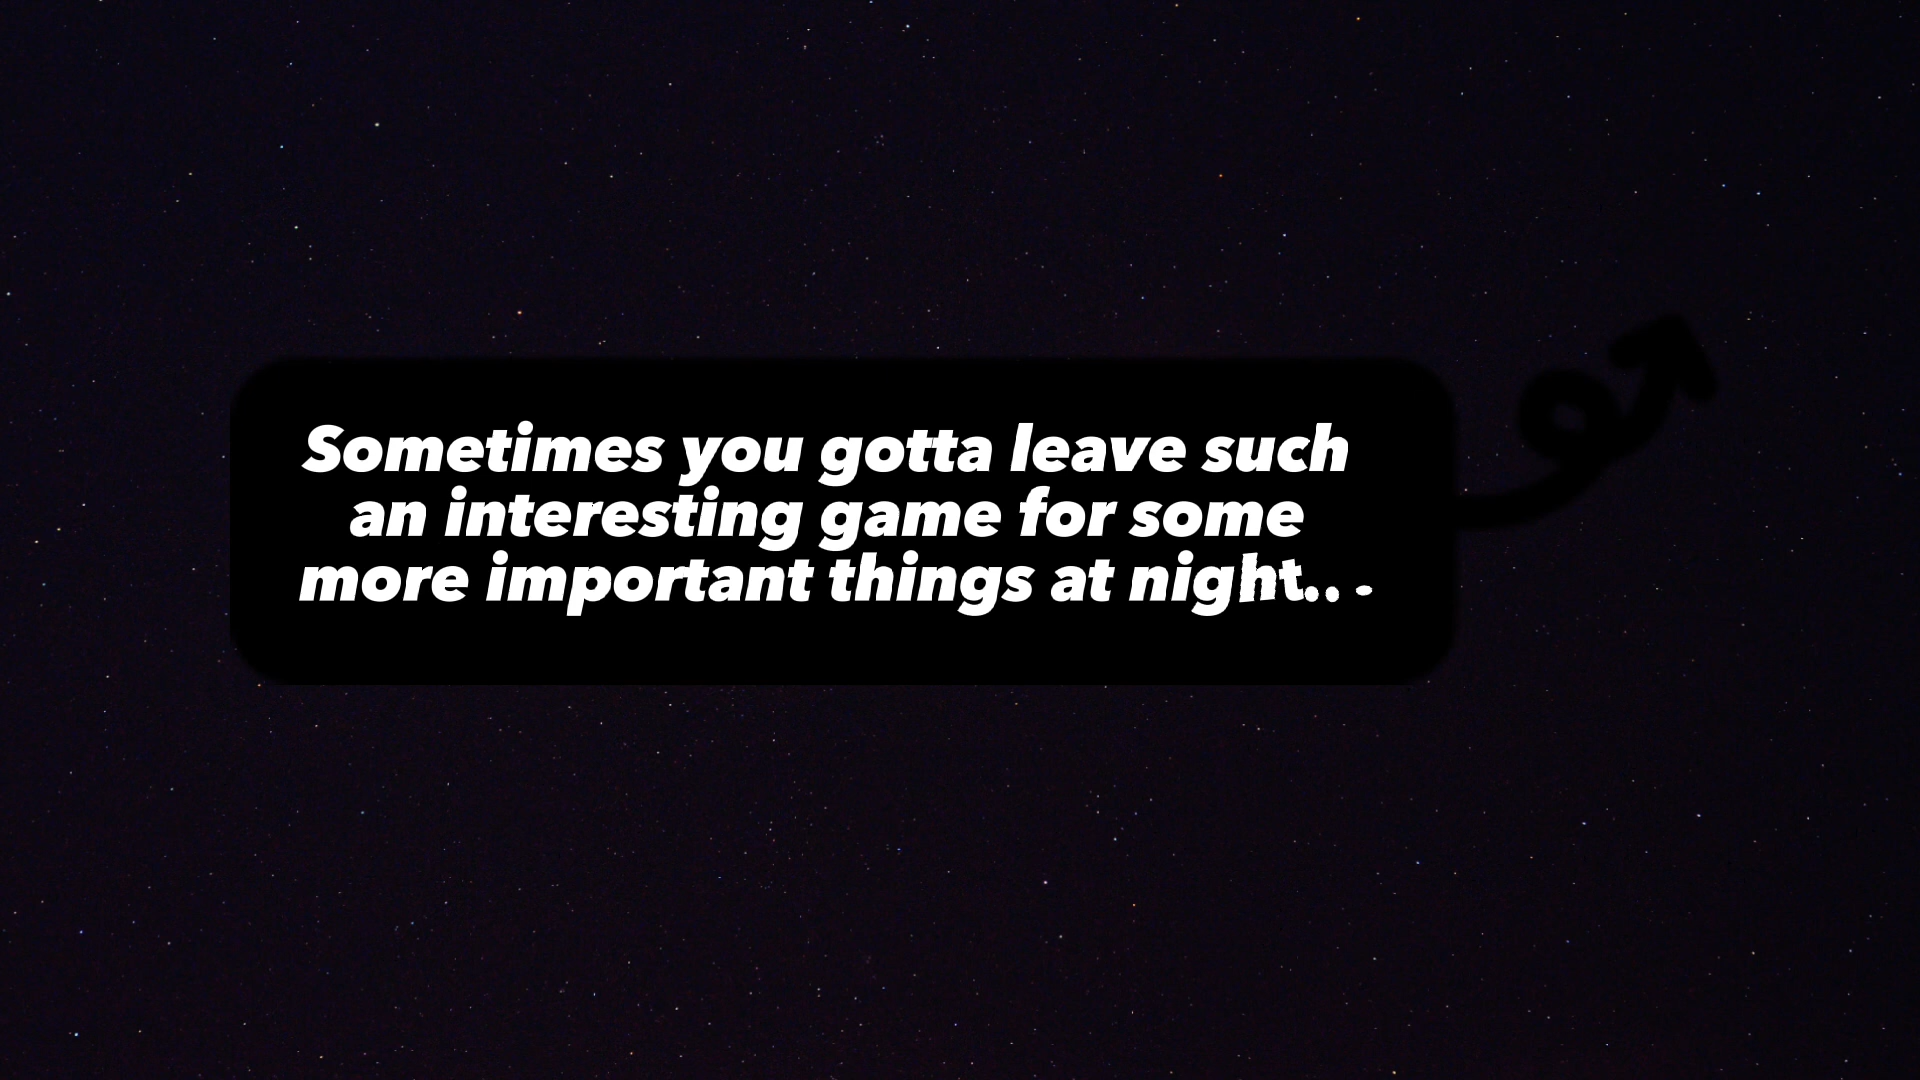 Sometimes you gotta leave such
an interesting game for some
more important things at night...